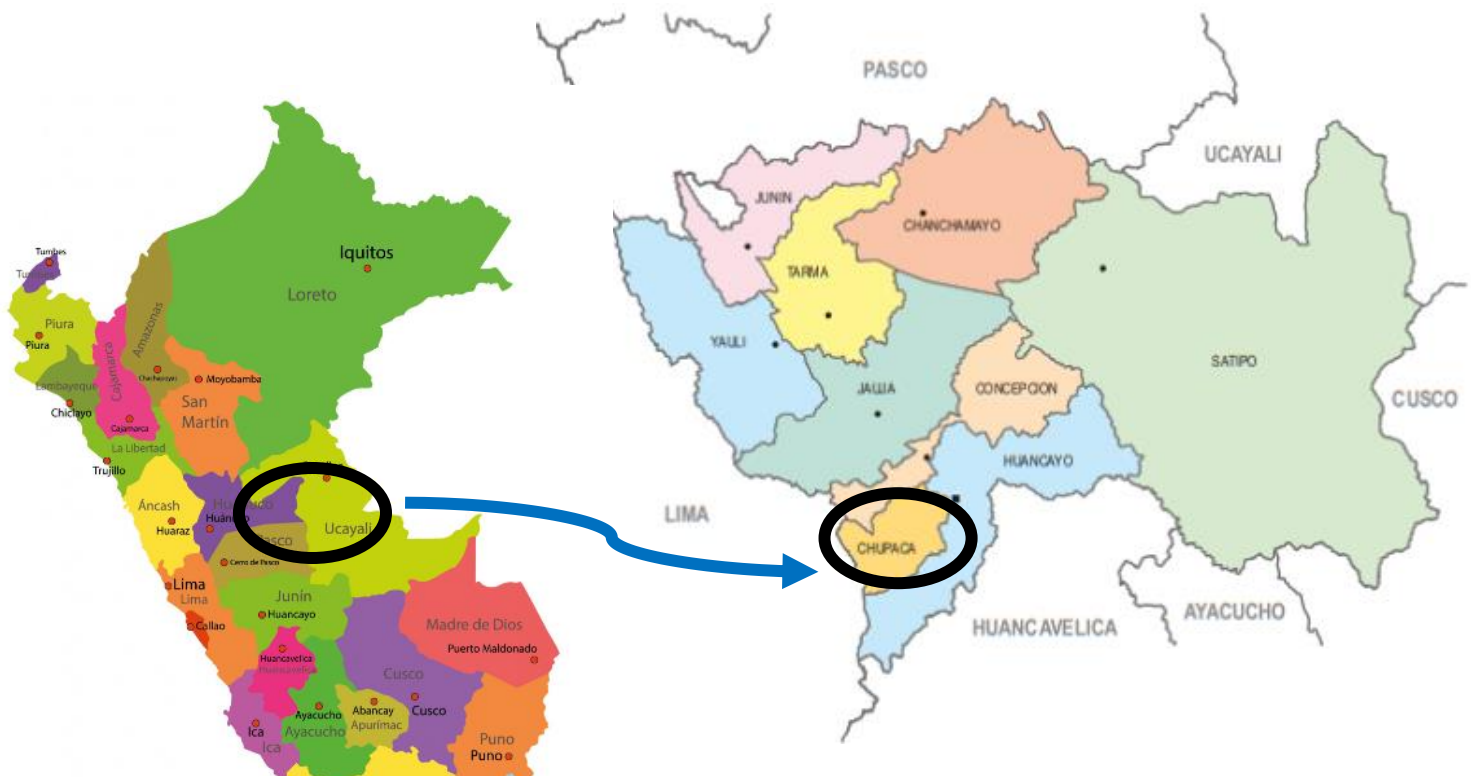 Tumbes
Tumbes
Piura
Piura
Lambayeque
Chiclayo
Cajamarca
Cajamarca
Amazonas
Chachapoyas
Moyobamba
San
Martín
La Libertad
Trujillo
Iquitos
Loreto
Áncash
Huaraz
Ucayali
Cerro de Pasco
Lima
Lima
Callao
Junín
Huancayo
Huancavelica
Madre de Dios
Puerto Maldonado
Cusco
Cusco
Ica
Ica
Ayacucho
Ayacucho
Abancay
Apurímac
Puno
Puno
PASCO
UCAYALI
JUNIN
CHANCHAMAYO
TARMA
YAULI
SATIPO
JAUJA
CONCEPCION
CUSCO
HUANCAYO
LIMA
CHUPACA
HUANCAVELICA
AYACUCHO